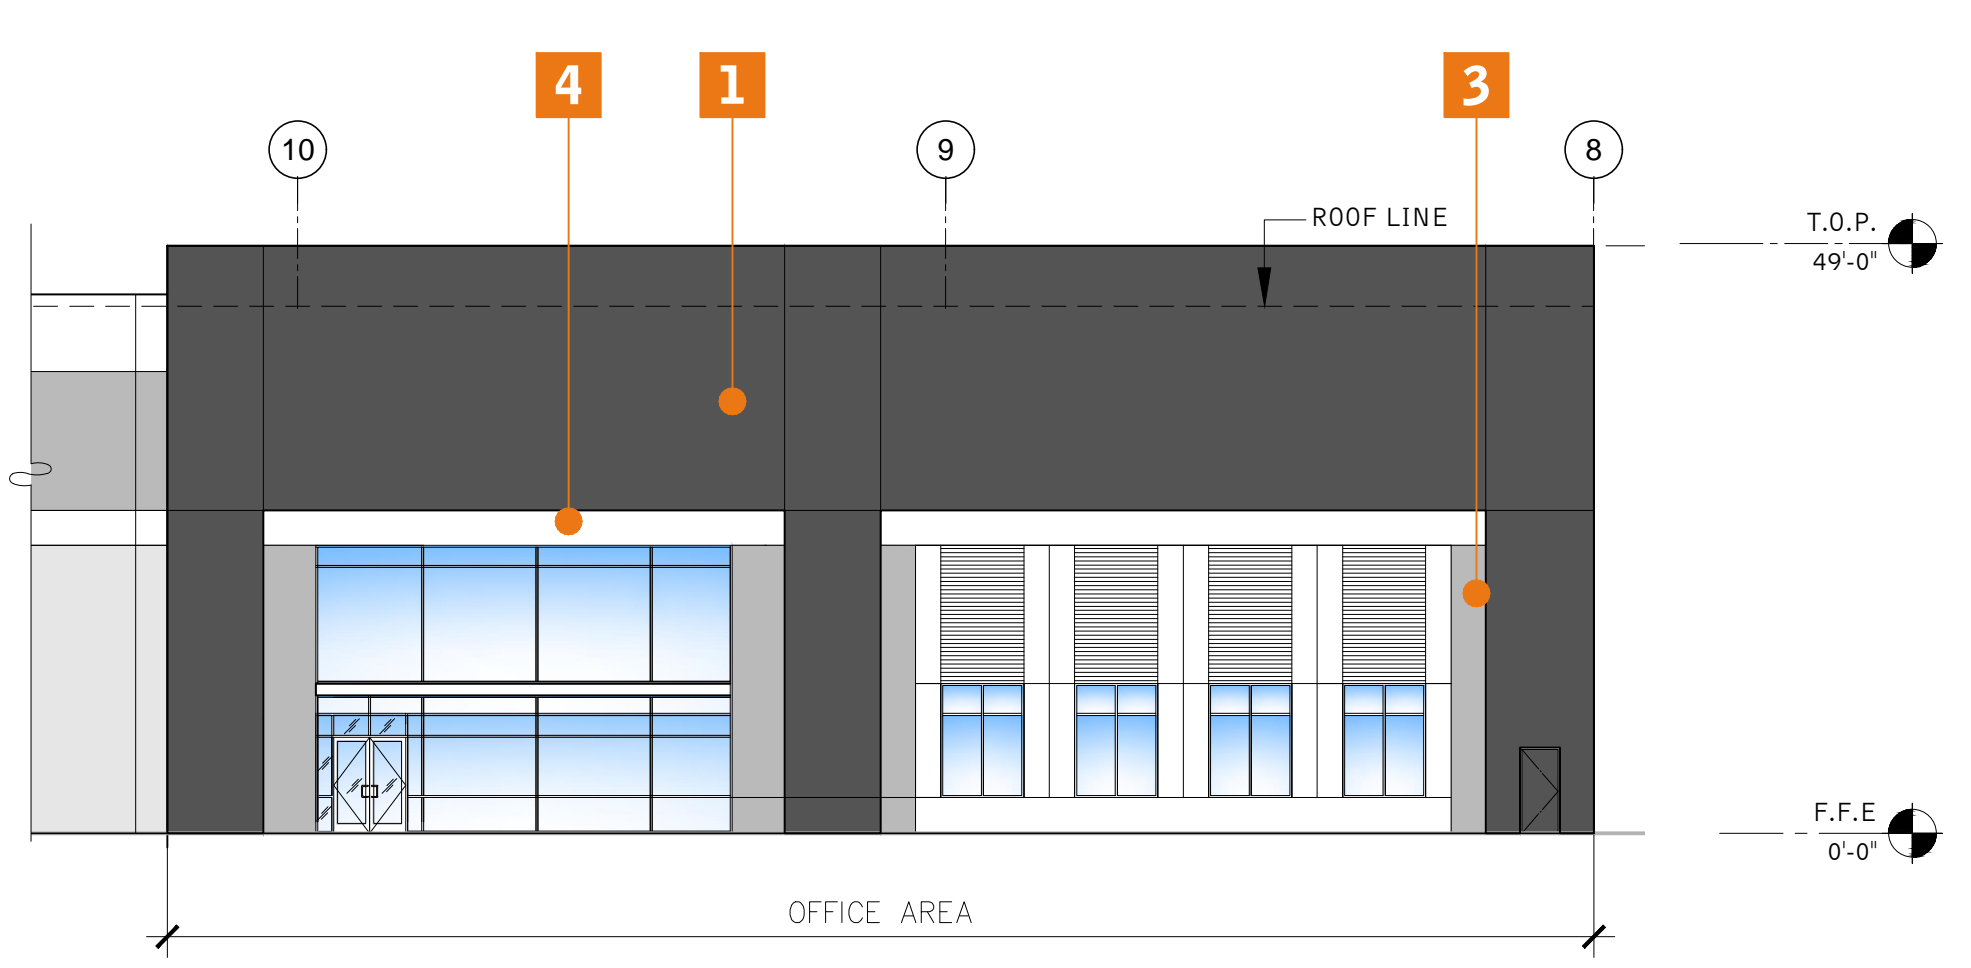 4 1 3
10 9 8
ROOF LINE
T.O.P.
49'-0"
F.F.E
0'-0"
OFFICE AREA